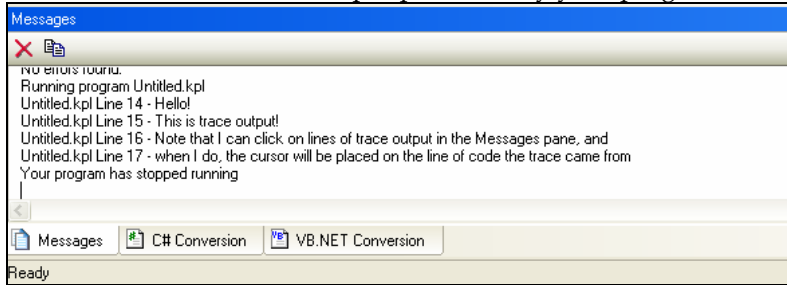 Messages
No errors found.
Running program Untitled.kpl
Untitled.kpl Line 14 - Hello!
Untitled.kpl Line 15 - This is trace output!
Untitled.kpl Line 16 - Note that I can click on lines of trace output in the Messages pane, and
Untitled.kpl Line 17 - when I do, the cursor will be placed on the line of code the trace came from
Your program has stopped running
Messages C# Conversion VB.NET Conversion
Ready